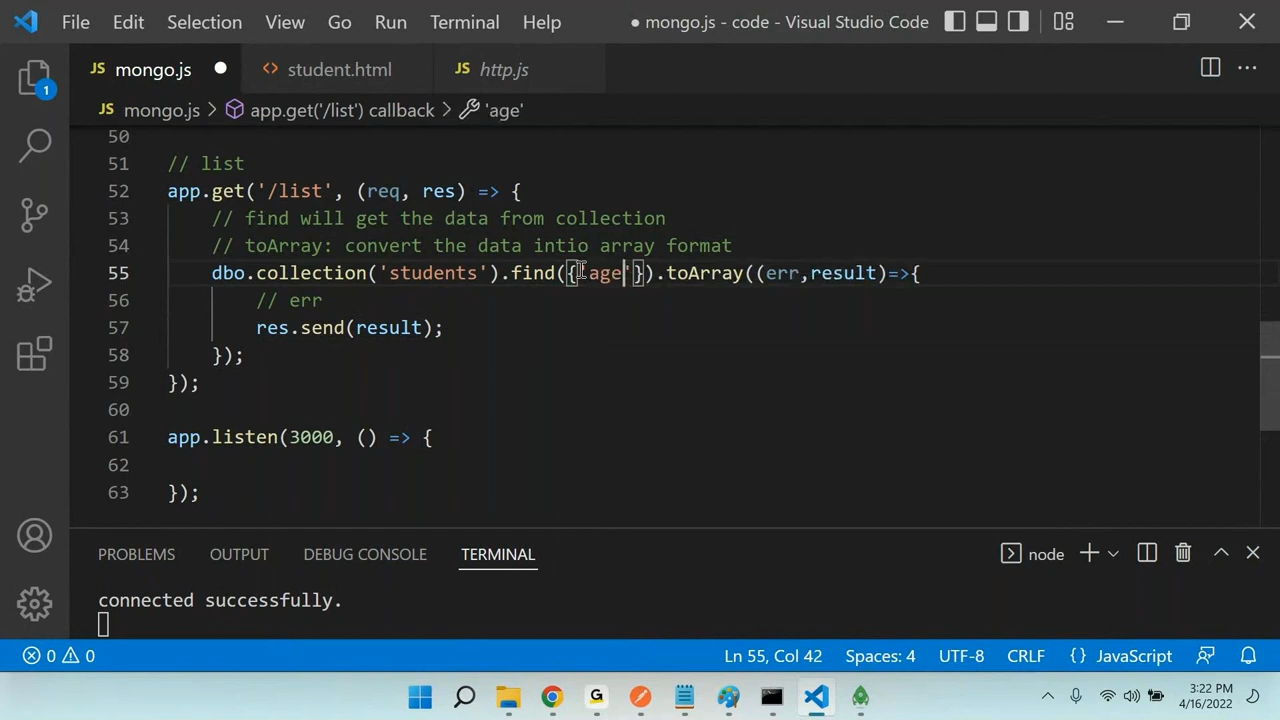 File Edit Selection View Go Run Terminal Help ● mongo.js - code - Visual Studio Code
JS mongo.js ● <> student.html JS http.js
JS mongo.js > app.get('/list') callback > 'age'
50
51 // list
52 app.get('/list', (req, res) => {
53 // find will get the data from collection
54 // toArray: convert the data intio array format
55 dbo.collection('students').find({'age'}).toArray((err,result)=>{
56 // err
57 res.send(result);
58 });
59 });
60
61 app.listen(3000, () => {
62
63 });
PROBLEMS OUTPUT DEBUG CONSOLE TERMINAL node
connected successfully.
1
0 0 Ln 55, Col 42 Spaces: 4 UTF-8 CRLF {} JavaScript
G
3:22 PM
4/16/2022